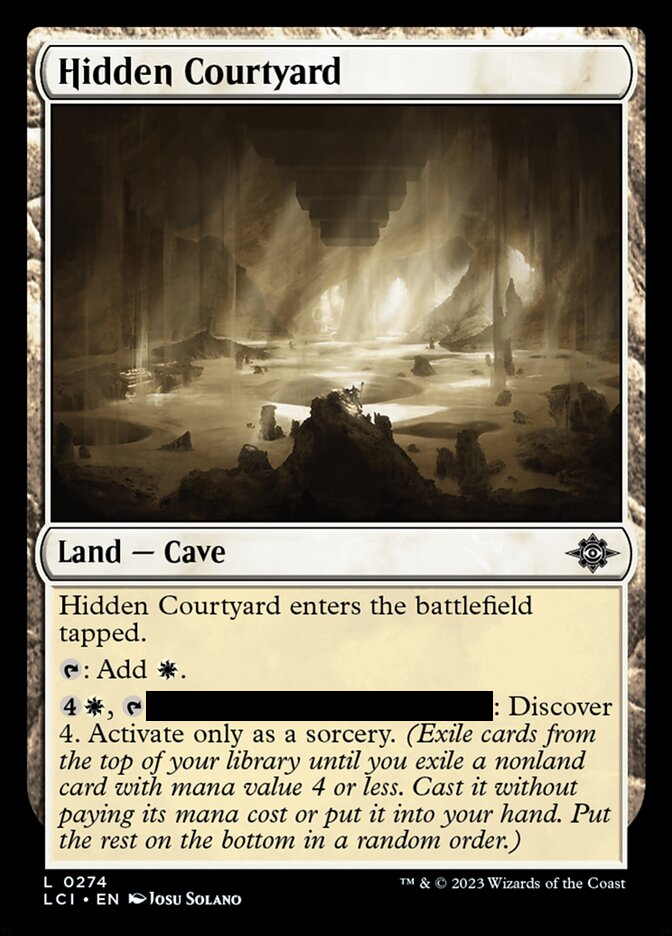 Hidden Courtyard
Land — Cave
Hidden Courtyard enters the battlefield
tapped.
: Add .
4, : Discover
4. Activate only as a sorcery. (Exile cards from
the top of your library until you exile a nonland
card with mana value 4 or less. Cast it without
paying its mana cost or put it into your hand. Put
the rest on the bottom in a random order.)
L 0274
LCI • EN Josu Solano
™ & © 2023 Wizards of the Coast